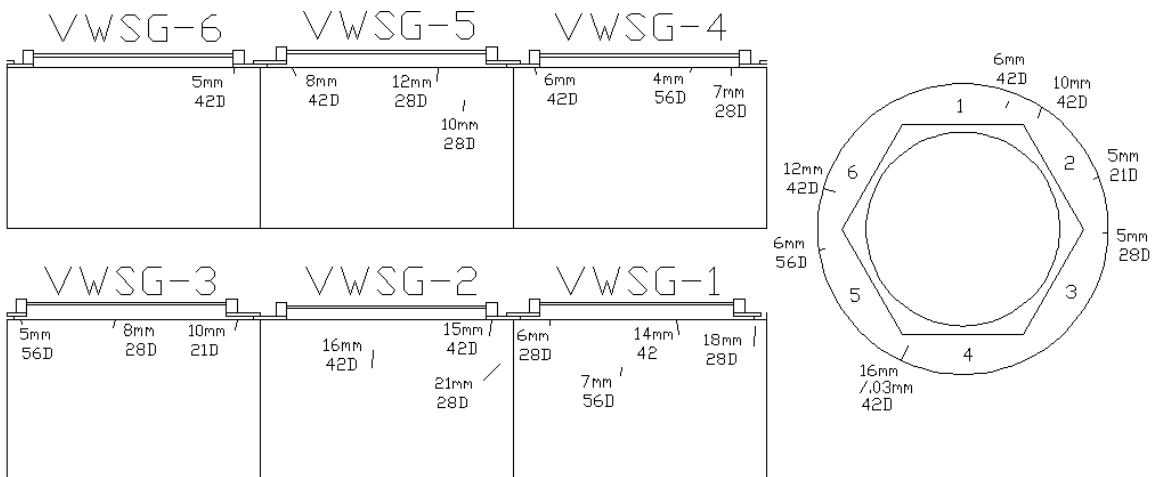 VWSG-6
VWSG-5
VWSG-4
5mm
42D
8mm
42D
12mm
28D
10mm
28D
6mm
42D
4mm
56D
7mm
28D
VWSG-3
VWSG-2
VWSG-1
5mm
56D
8mm
28D
10mm
21D
16mm
42D
15mm
42D
21mm
28D
6mm
28D
7mm
56D
14mm
42
18mm
28D
6mm
42D
10mm
42D
5mm
21D
5mm
28D
12mm
42D
6mm
56D
16mm
/.03mm
42D
1
2
3
4
5
6